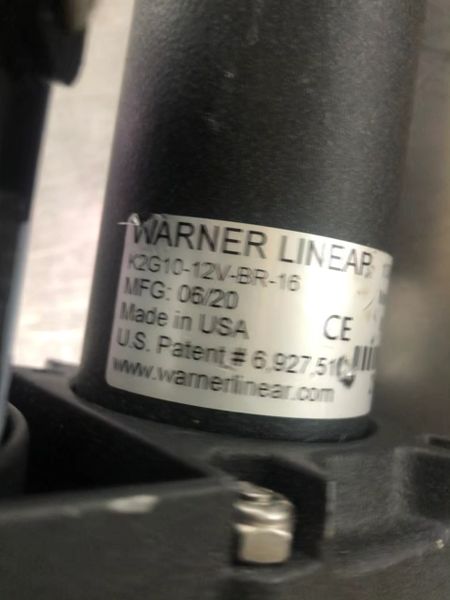 WARNER LINEAR
K2G10-12V-BR-16
MFG: 06/20
Made in USA
CE
U.S. Patent # 6,927,51
www.warnerlinear.com